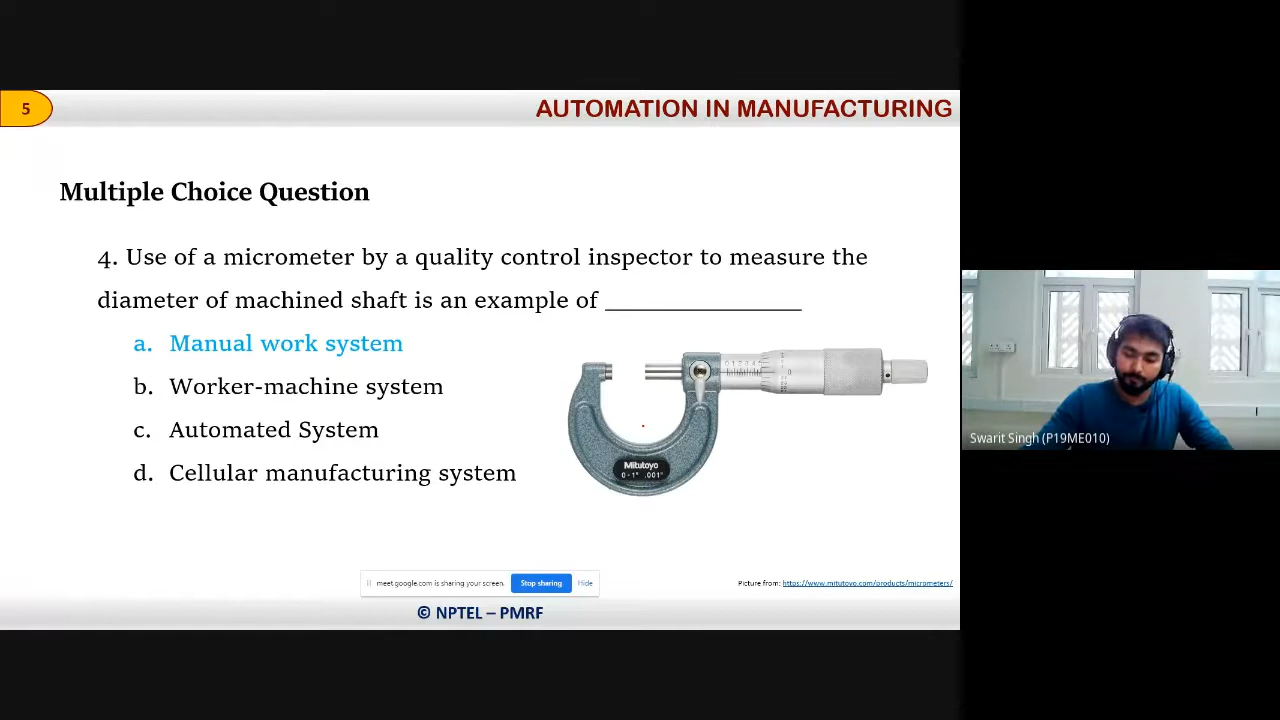 5
AUTOMATION IN MANUFACTURING
Multiple Choice Question
4. Use of a micrometer by a quality control inspector to measure the
diameter of machined shaft is an example of ________________
a. Manual work system
b. Worker-machine system
c. Automated System
d. Cellular manufacturing system
Mitutoyo
0-1" .001"
Swarit Singh (P19ME010)
meet.google.com is sharing your screen. Stop sharing Hide
Picture from: https://www.mitutoyo.com/products/micrometers/
© NPTEL – PMRF